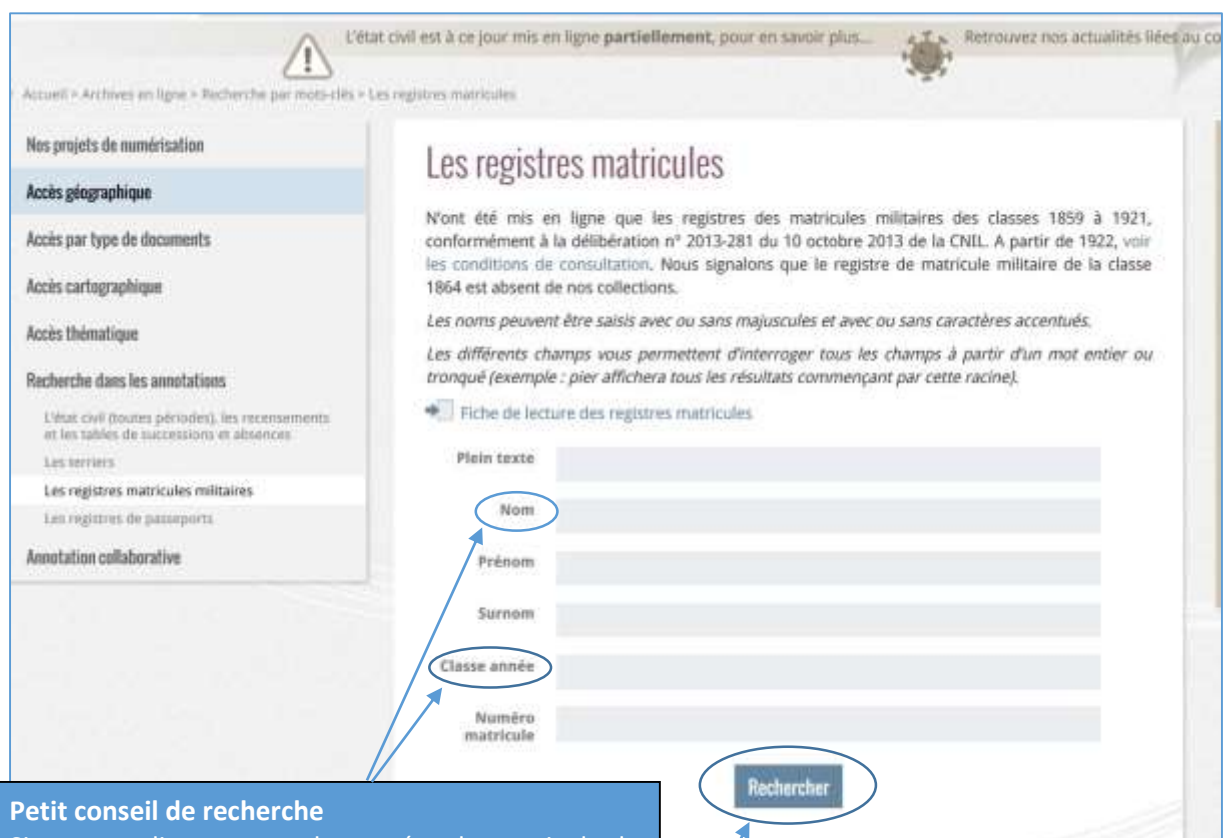 L'état civil est à ce jour mis en ligne partiellement, pour en savoir plus...
Retrouvez nos actualités liées au co
Accueil > Archives en ligne > Recherche par mots-clés > Les registres matricules
Nos projets de numérisation
Accès géographique
Accès par type de documents
Accès cartographique
Accès thématique
Recherche dans les annotations
L'état civil (toutes périodes), les recensements
et les tables de successions et absences
Les terriers
Les registres matricules militaires
Les registres de passeports
Annotation collaborative
Les registres matricules
N'ont été mis en ligne que les registres des matricules militaires des classes 1859 à 1921,
conformément à la délibération n° 2013-281 du 10 octobre 2013 de la CNIL. A partir de 1922, voir
les conditions de consultation. Nous signalons que le registre de matricule militaire de la classe
1864 est absent de nos collections.
Les noms peuvent être saisis avec ou sans majuscules et avec ou sans caractères accentués.
Les différents champs vous permettent d'interroger tous les champs à partir d'un mot entier ou
tronqué (exemple : pier affichera tous les résultats commençant par cette racine).
Fiche de lecture des registres matricules
Plein texte
Nom
Prénom
Surnom
Classe année
Numéro
matricule
Rechercher
Petit conseil de recherche